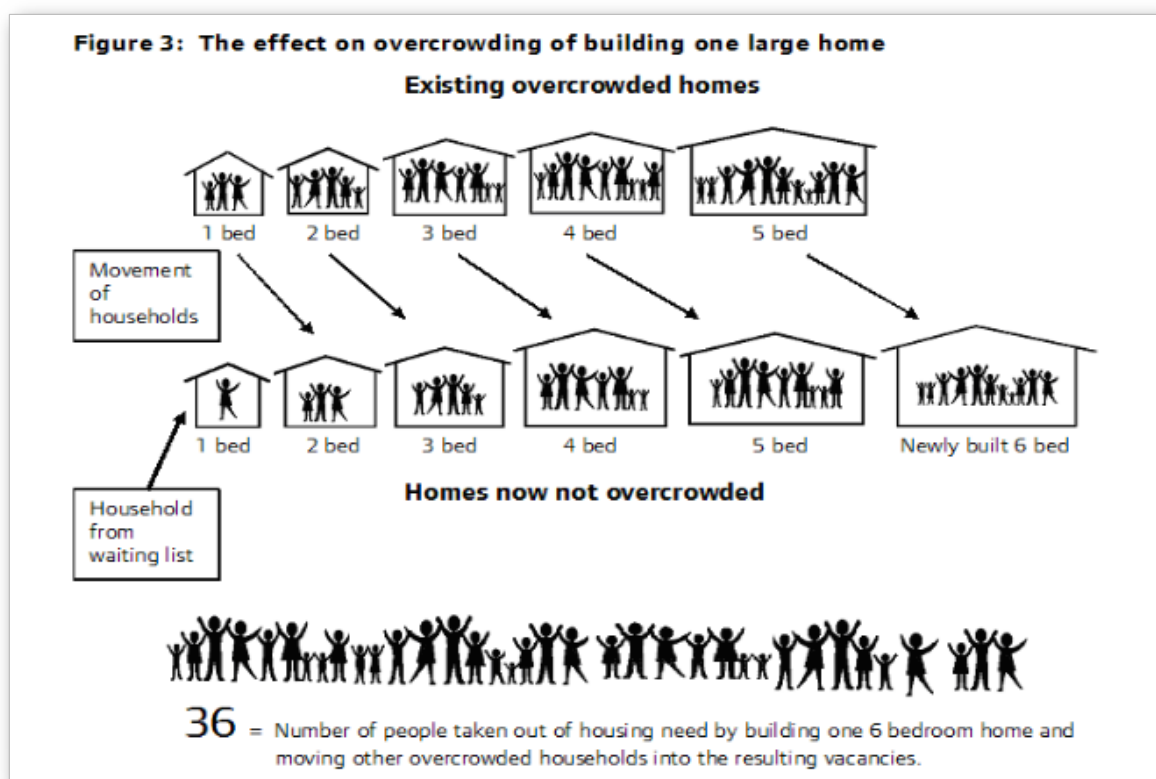 Figure 3: The effect on overcrowding of building one large home
Existing overcrowded homes
1 bed 2 bed 3 bed 4 bed 5 bed
Movement
of
households
1 bed 2 bed 3 bed 4 bed 5 bed Newly built 6 bed
Homes now not overcrowded
Household
from
waiting list
36 = Number of people taken out of housing need by building one 6 bedroom home and
moving other overcrowded households into the resulting vacancies.